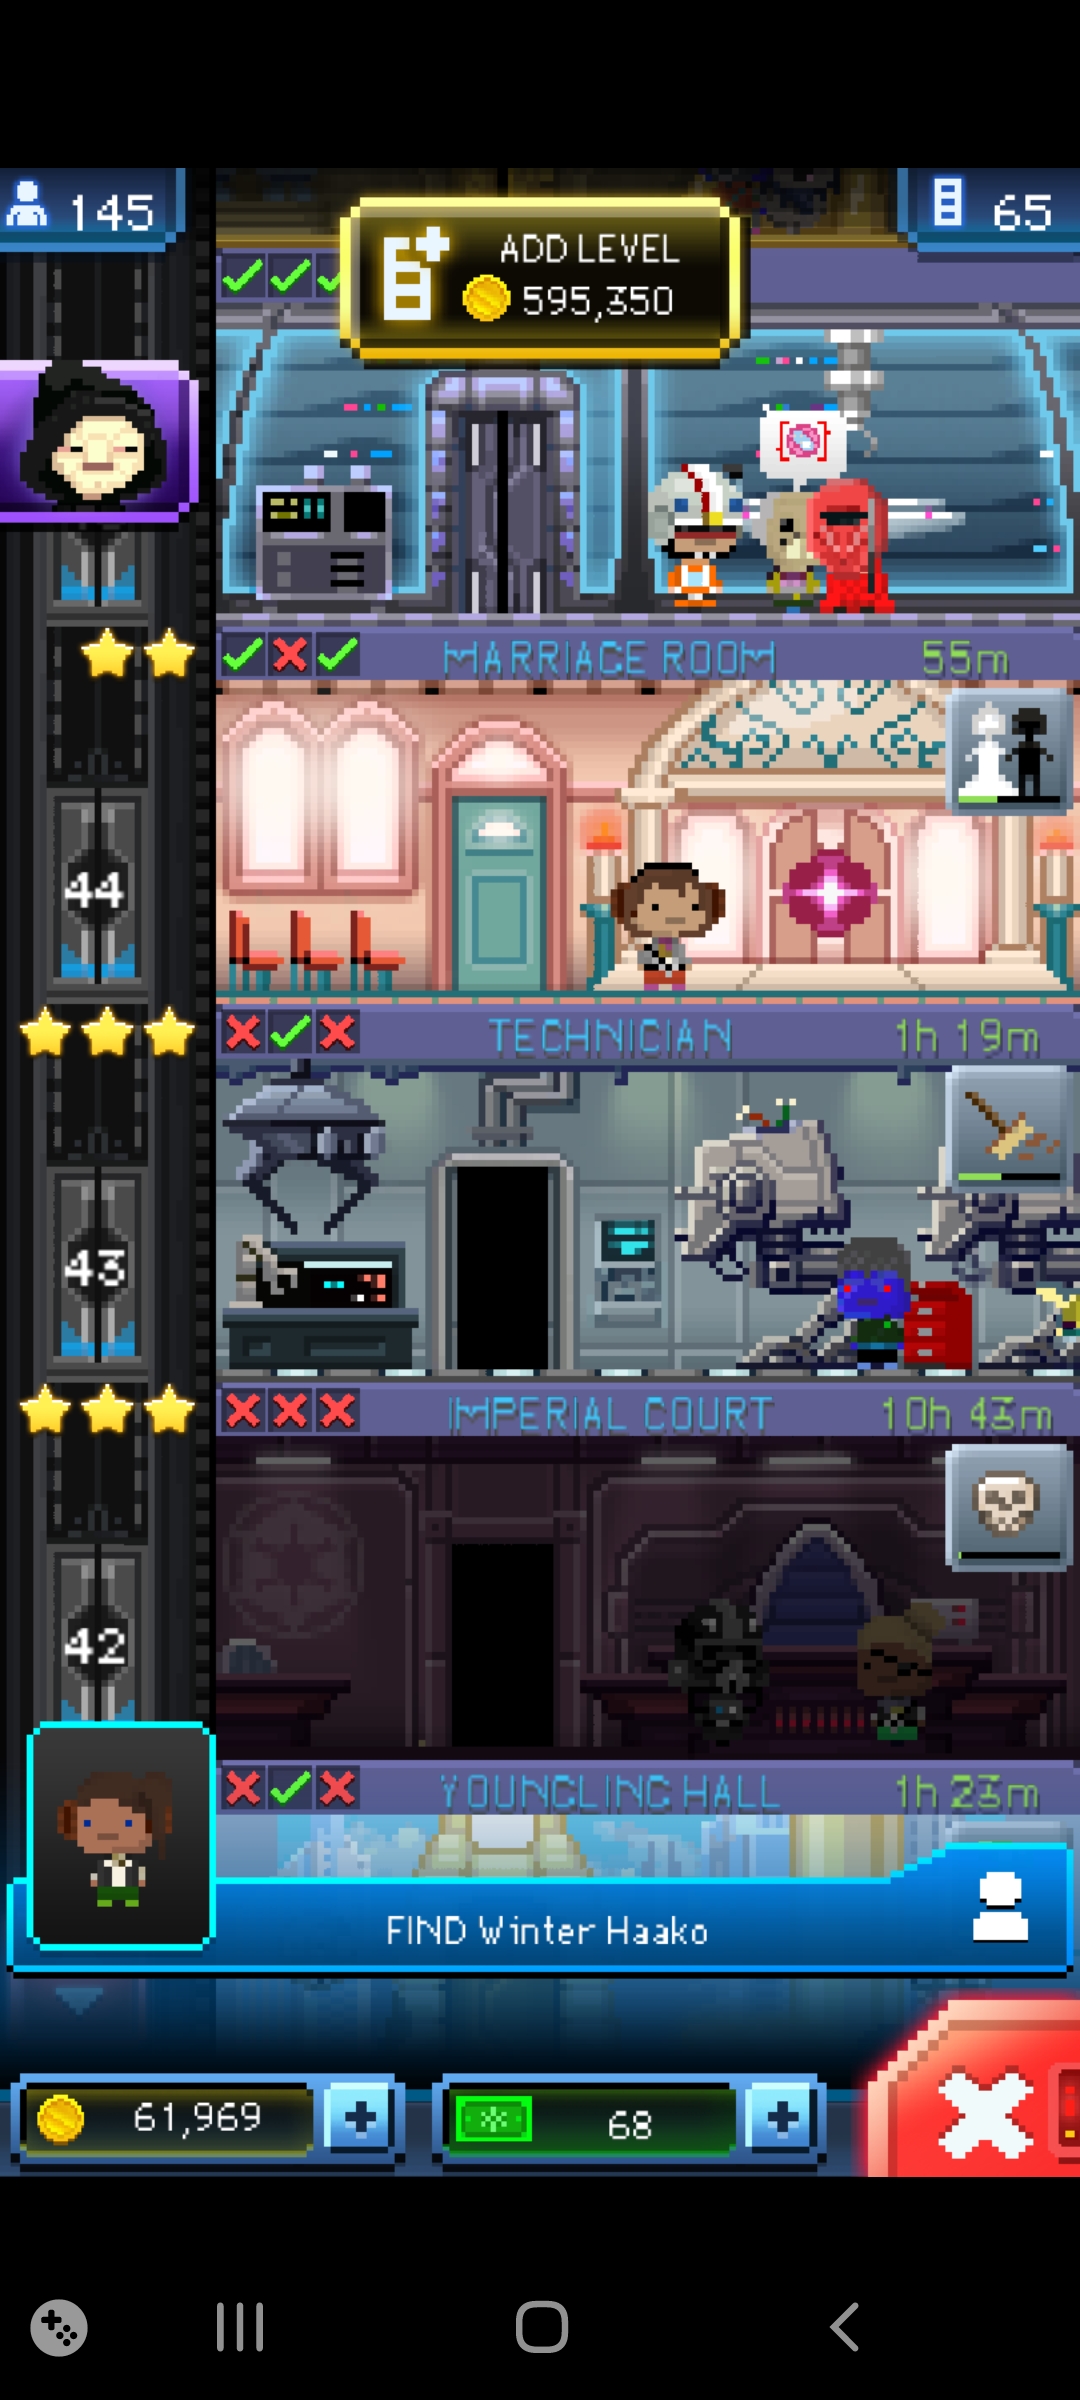 145
65
ADD LEVEL
595,350
MARRIAGE ROOM 55m
44
TECHNICIAN 1h 19m
43
IMPERIAL COURT 10h 43m
42
YOUNGLING HALL 1h 23m
FIND Winter Haako
61,969
68